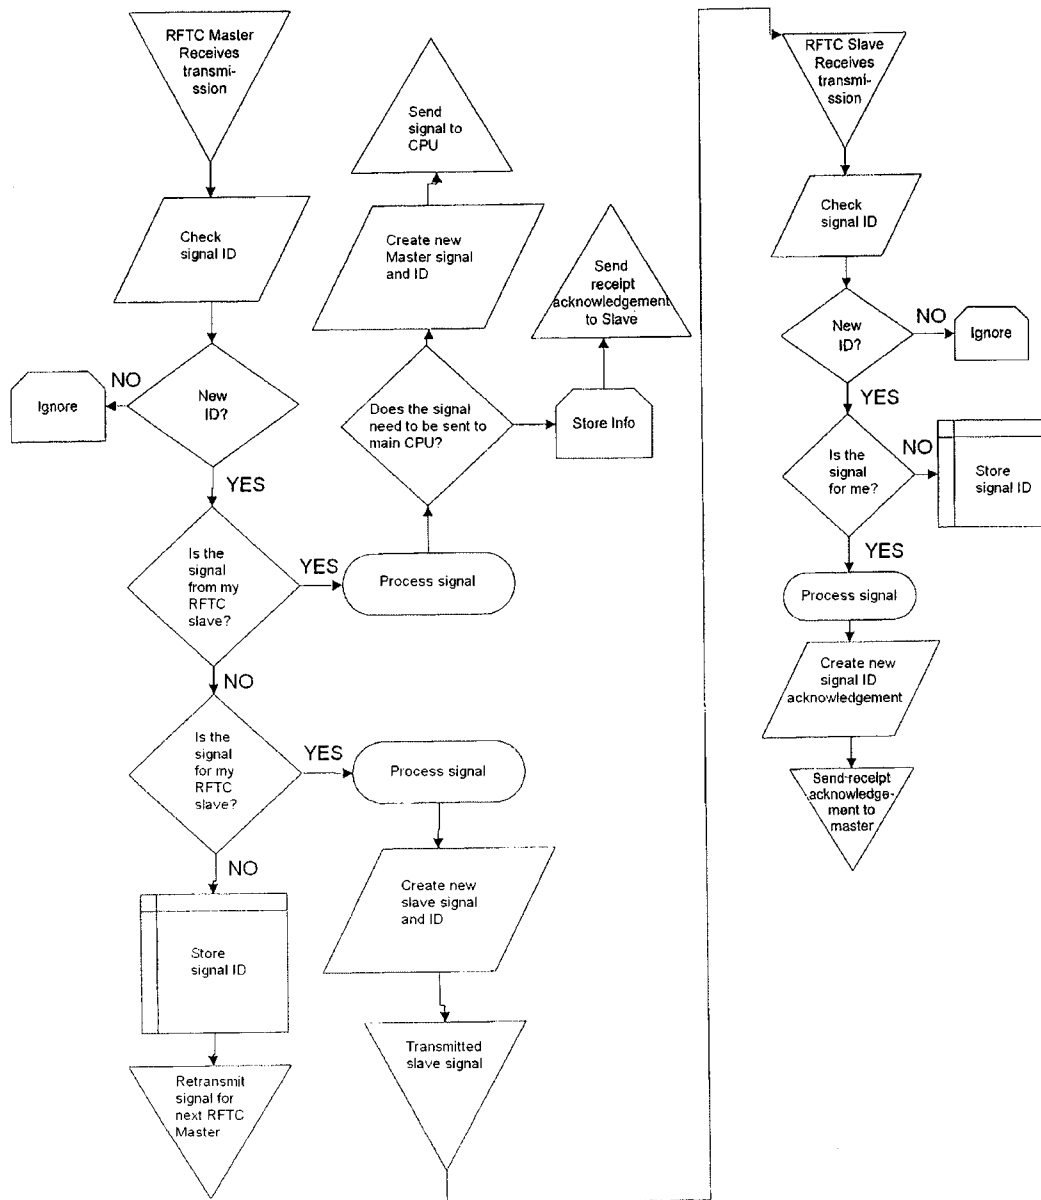 RFTC Master
Receives
transmi-
ssion
Check
signal ID
New
ID?
NO
Ignore
YES
Is the
signal
from my
RFTC
slave?
YES
Process signal
Does the signal
need to be sent to
main CPU?
Create new
Master signal
and ID
Send
signal to
CPU
Store Info
Send
receipt
acknowledgement
to Slave
NO
Is the
signal
for my
RFTC
slave?
YES
Process signal
Create new
slave signal
and ID
Transmitted
slave signal
NO
Store
signal ID
Retransmit
signal for
next RFTC
Master
RFTC Slave
Receives
transmi-
ssion
Check
signal ID
New
ID?
NO
Ignore
YES
Is the
signal
for me?
NO
Store
signal ID
YES
Process signal
Create new
signal ID
acknowledgement
Send-receipt
acknowledge-
ment to
master